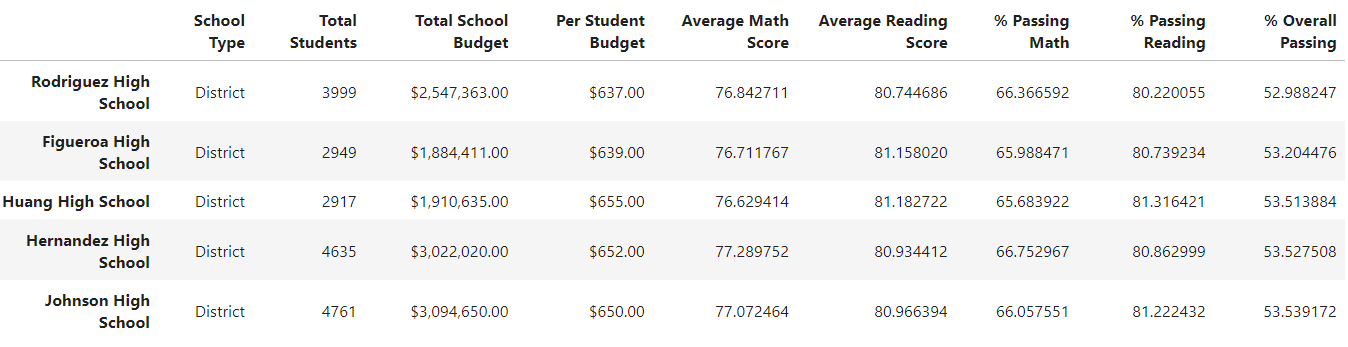 School Type Total Students Total School Budget Per Student Budget Average Math Score Average Reading Score % Passing Math % Passing Reading % Overall Passing
Rodriguez High School District 3999 $2,547,363.00 $637.00 76.842711 80.744686 66.366592 80.220055 52.988247
Figueroa High School District 2949 $1,884,411.00 $639.00 76.711767 81.158020 65.988471 80.739234 53.204476
Huang High School District 2917 $1,910,635.00 $655.00 76.629414 81.182722 65.683922 81.316421 53.513884
Hernandez High School District 4635 $3,022,020.00 $652.00 77.289752 80.934412 66.752967 80.862999 53.527508
Johnson High School District 4761 $3,094,650.00 $650.00 77.072464 80.966394 66.057551 81.222432 53.539172